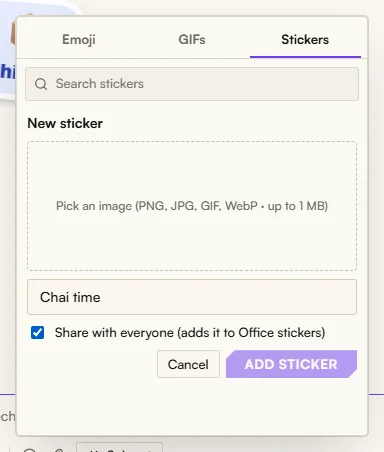 Emoji GIFs Stickers
Search stickers
New sticker
Pick an image (PNG, JPG, GIF, WebP · up to 1 MB)
Chai time
Share with everyone (adds it to Office stickers)
Cancel ADD STICKER